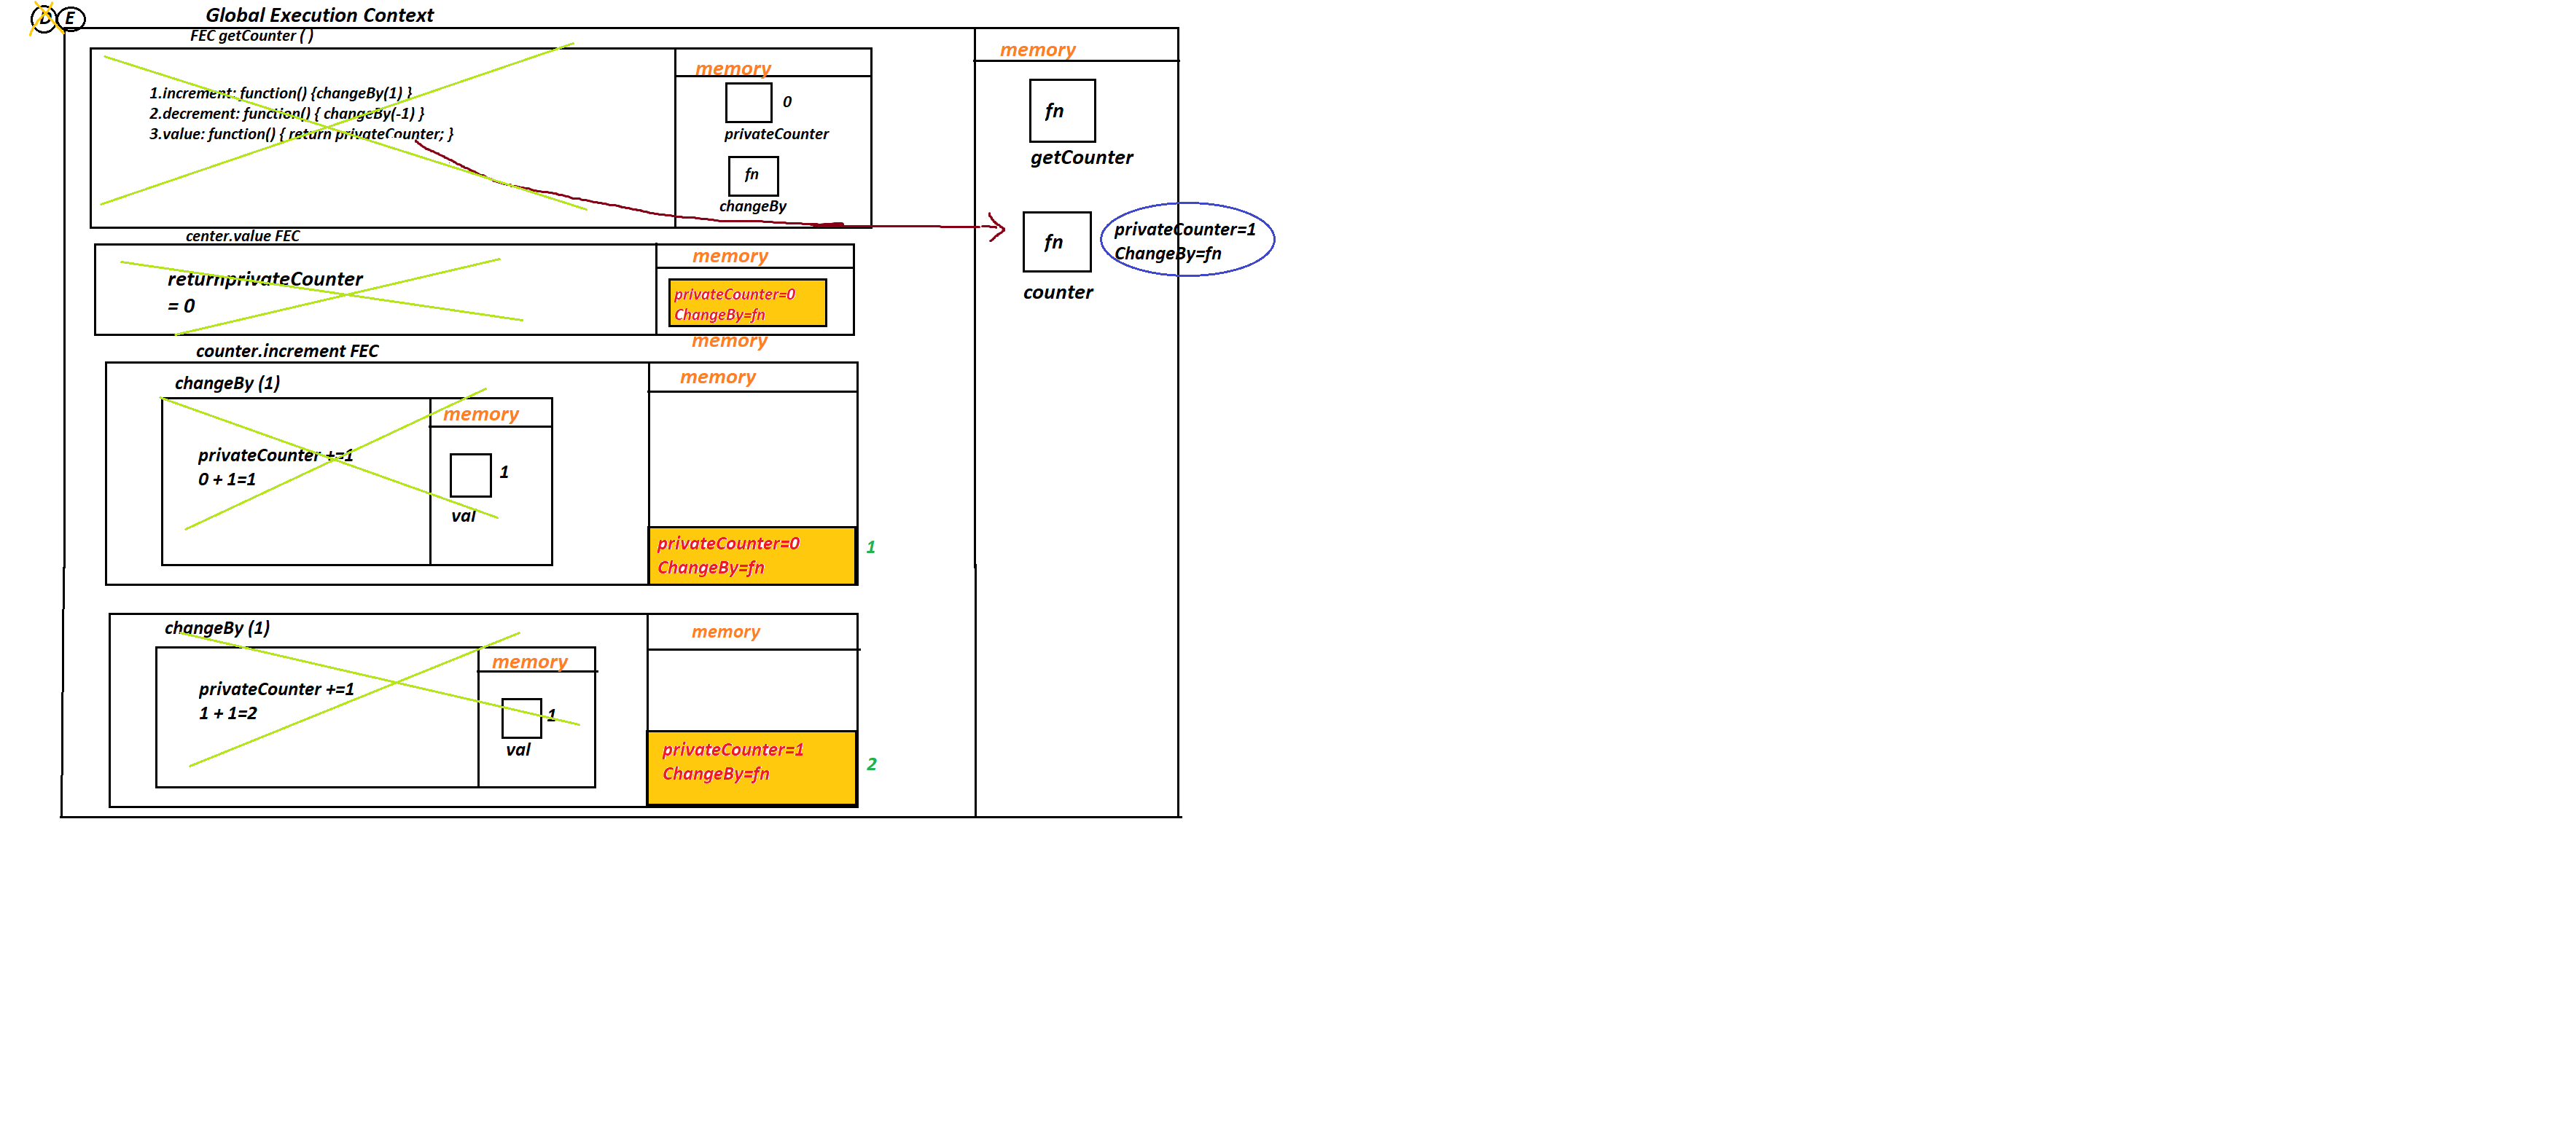 D E
Global Execution Context
FEC getCounter ( )
memory
1.increment: function() {changeBy(1) }
2.decrement: function() { changeBy(-1) }
3.value: function() { return privateCounter; }
0
privateCounter
fn
changeBy
memory
fn
getCounter
fn
counter
privateCounter=1
ChangeBy=fn
center.value FEC
returnprivateCounter
= 0
memory
privateCounter=0
ChangeBy=fn
memory
counter.increment FEC
memory
changeBy (1)
memory
privateCounter +=1
0 + 1=1
1
val
privateCounter=0
ChangeBy=fn
1
changeBy (1)
memory
memory
privateCounter +=1
1 + 1=2
1
val
privateCounter=1
ChangeBy=fn
2